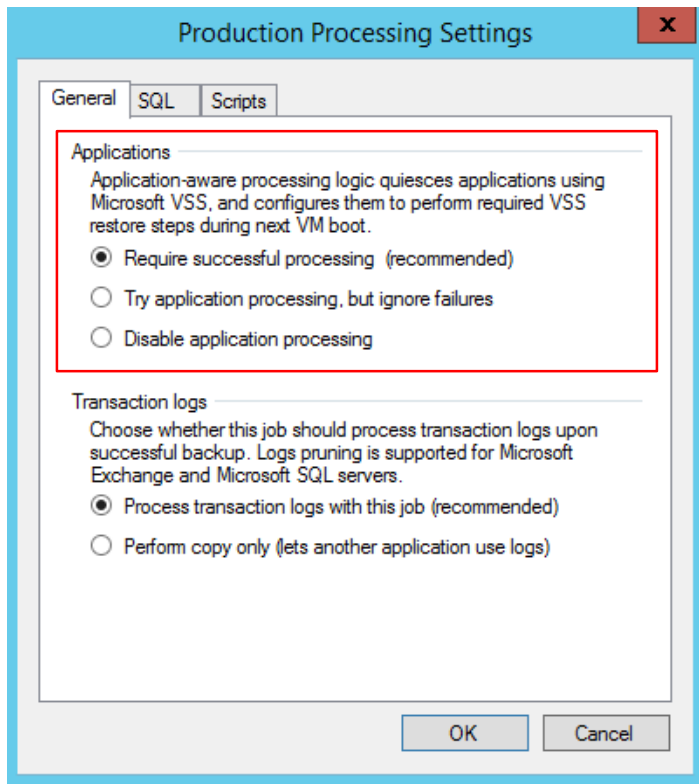 Production Processing Settings
x
General SQL Scripts
Applications
Application-aware processing logic quiesces applications using
Microsoft VSS, and configures them to perform required VSS
restore steps during next VM boot.
Require successful processing (recommended)
Try application processing, but ignore failures
Disable application processing
Transaction logs
Choose whether this job should process transaction logs upon
successful backup. Logs pruning is supported for Microsoft
Exchange and Microsoft SQL servers.
Process transaction logs with this job (recommended)
Perform copy only (lets another application use logs)
OK Cancel